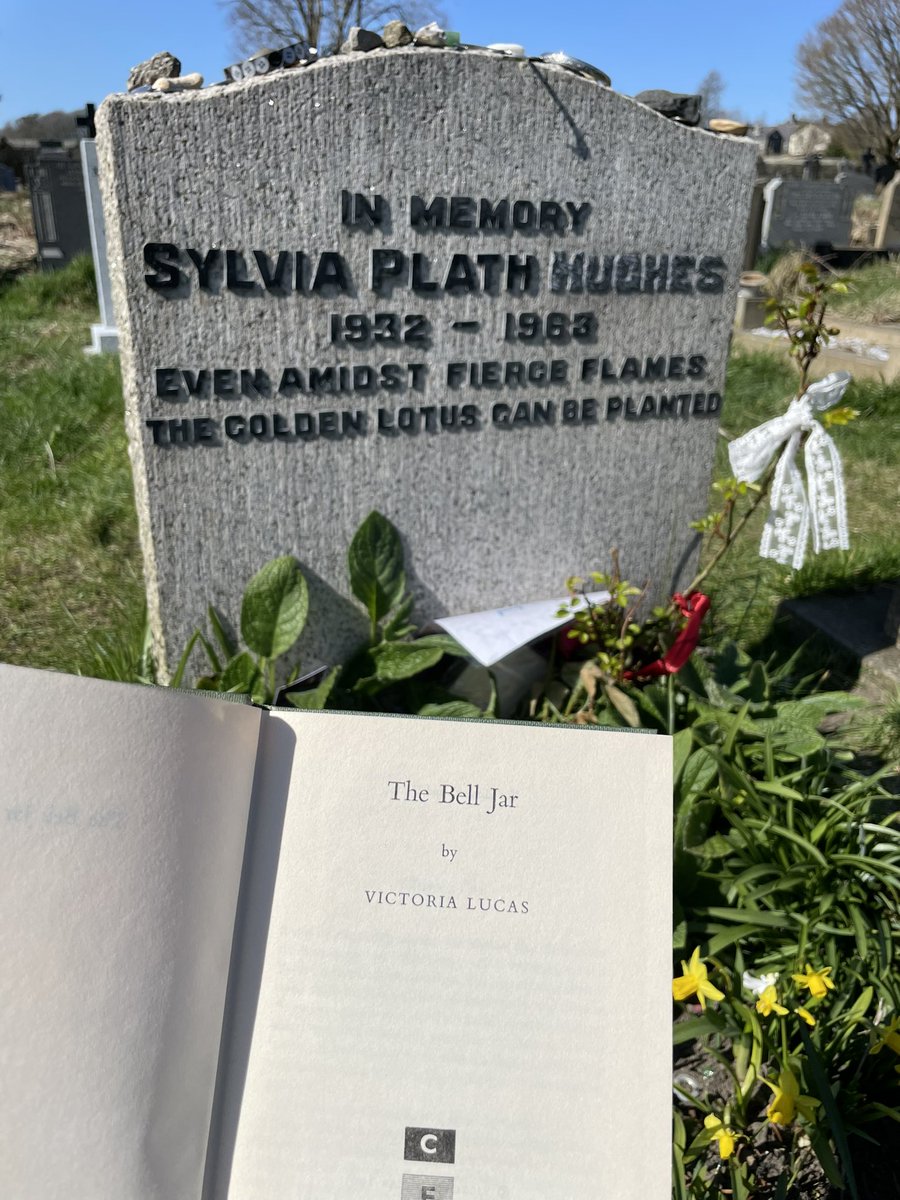 IN MEMORY
SYLVIA PLATH HUGHES
1932 – 1963
EVEN AMIDST FIERCE FLAMES
THE GOLDEN LOTUS CAN BE PLANTED
The Bell Jar
by
VICTORIA LUCAS
C
F